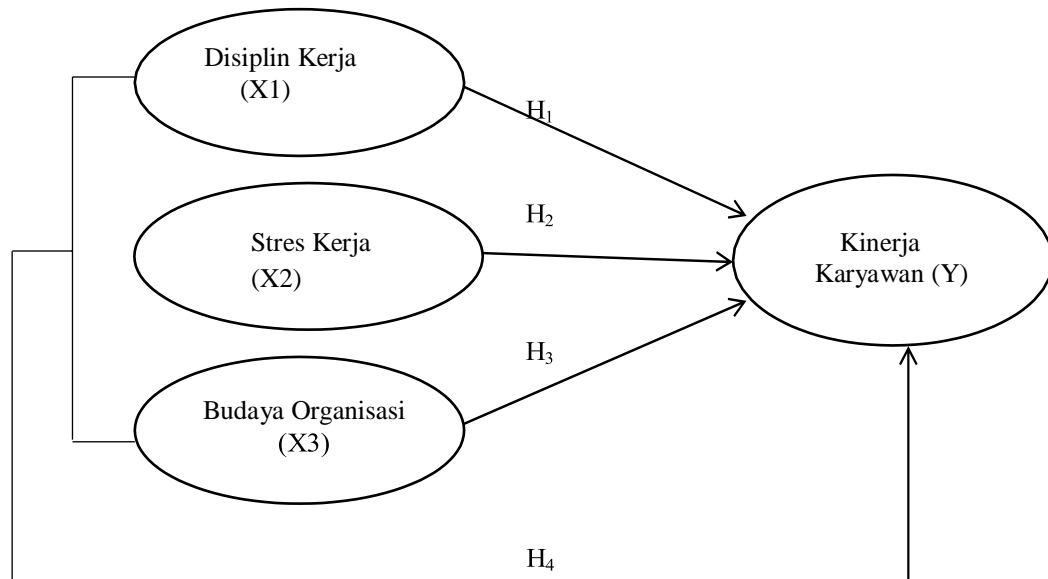 Disiplin Kerja
(X1)
H₁
Stres Kerja
(X2)
H₂
Kinerja
Karyawan (Y)
H₃
Budaya Organisasi
(X3)
H₄